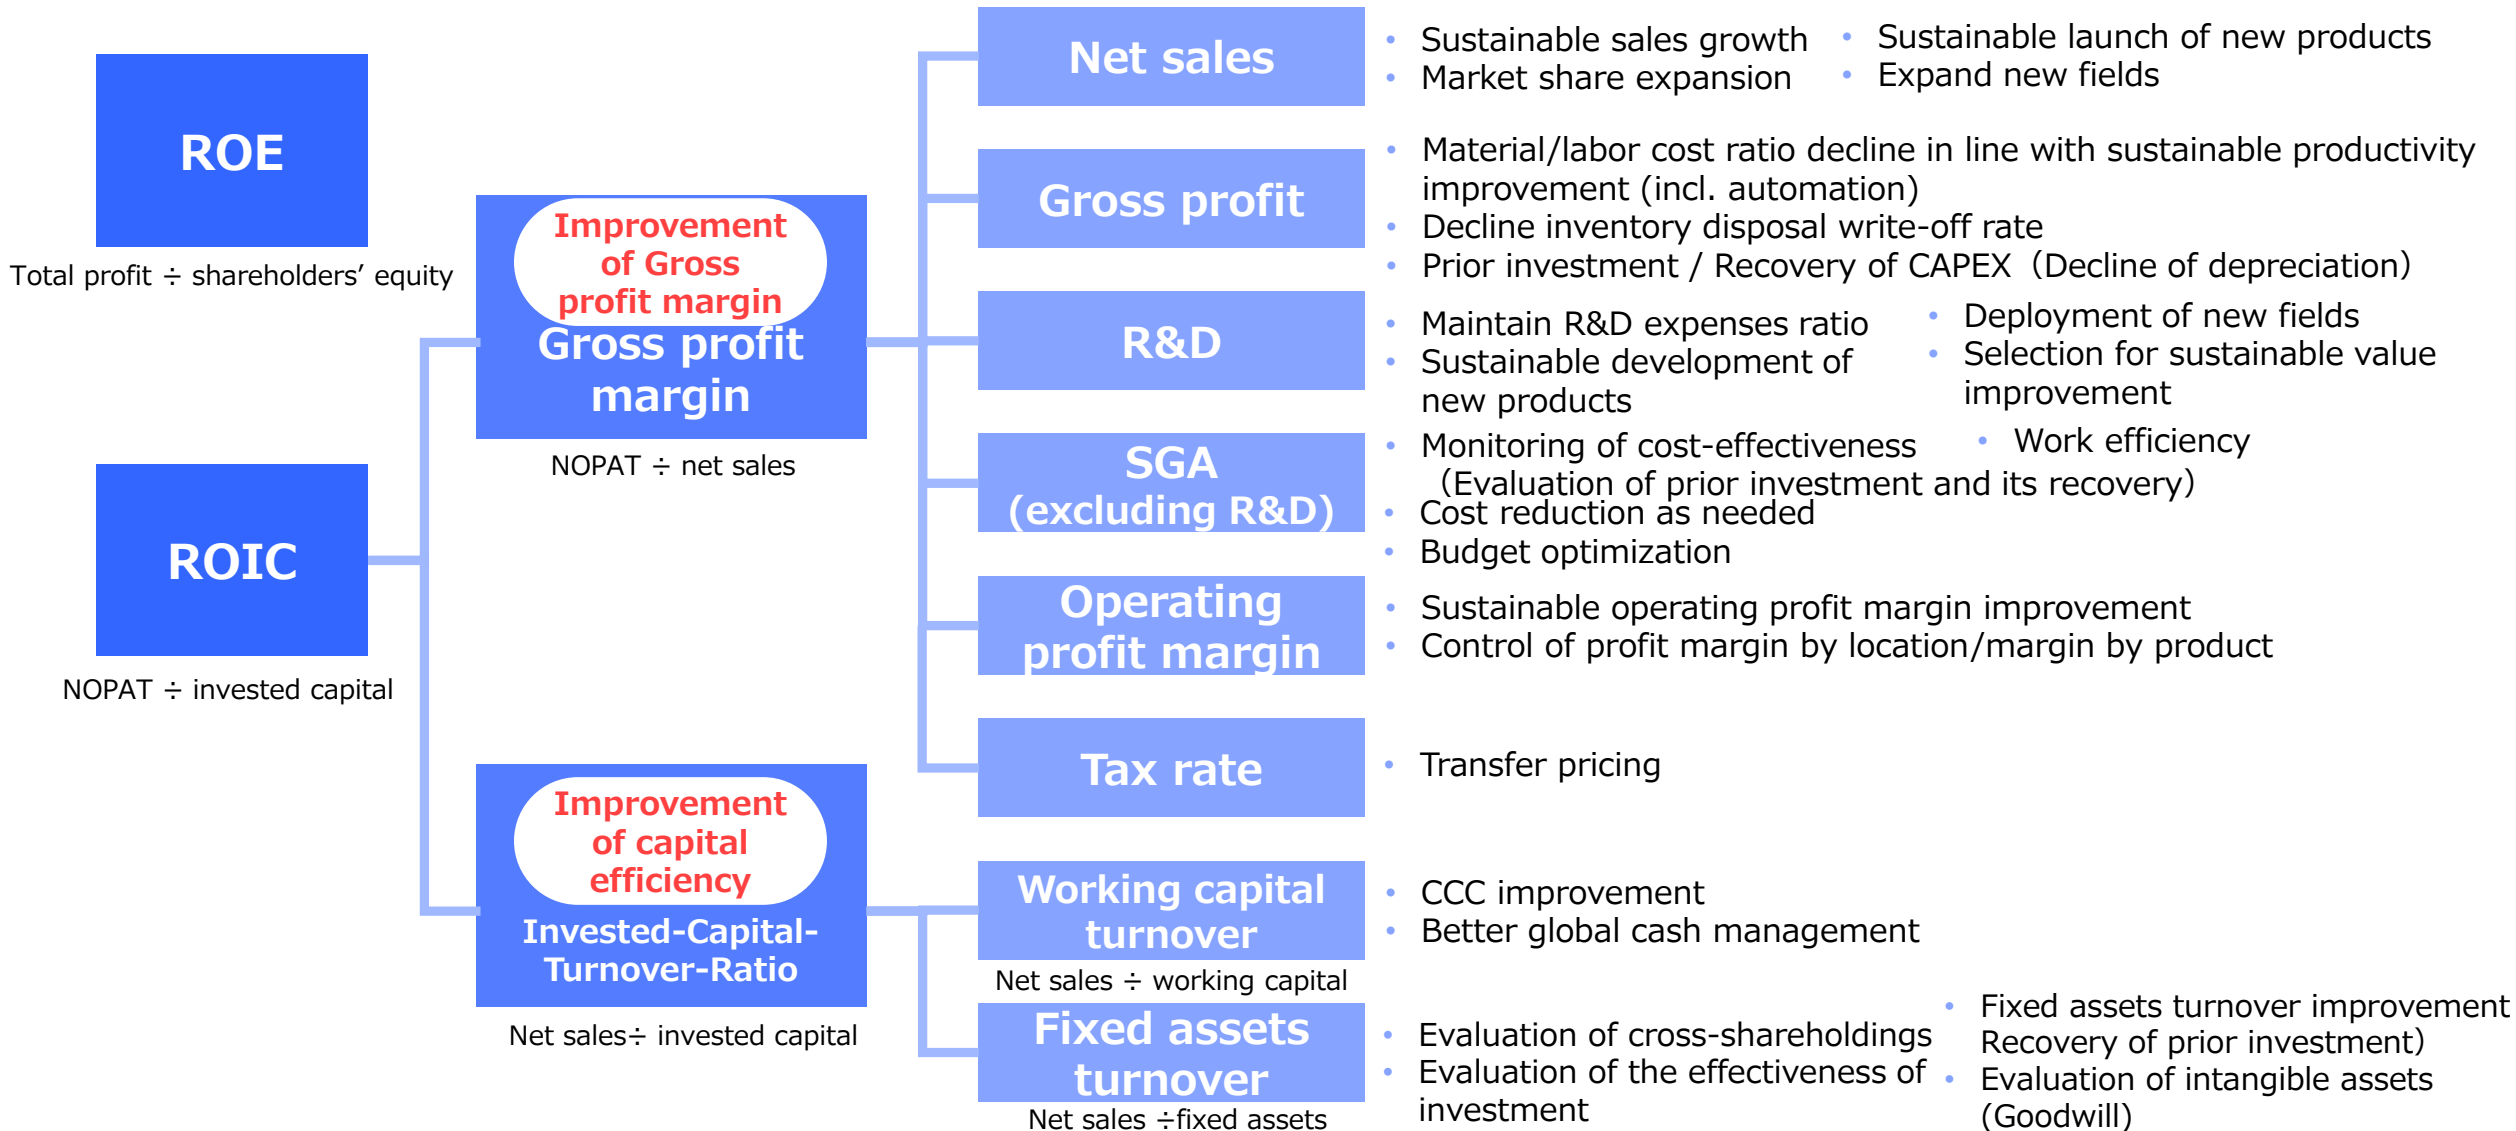 ROE
Total profit ÷ shareholders’ equity
ROIC
NOPAT ÷ invested capital
Improvement
of Gross
profit margin
Gross profit
margin
NOPAT ÷ net sales
Improvement
of capital
efficiency
Invested-Capital-
Turnover-Ratio
Net sales÷ invested capital
Net sales
• Sustainable sales growth
• Market share expansion
• Sustainable launch of new products
• Expand new fields
Gross profit
• Material/labor cost ratio decline in line with sustainable productivity
improvement (incl. automation)
• Decline inventory disposal write-off rate
• Prior investment / Recovery of CAPEX（Decline of depreciation）
R&D
• Maintain R&D expenses ratio
• Sustainable development of
new products
• Deployment of new fields
• Selection for sustainable value
improvement
SGA
(excluding R&D)
• Monitoring of cost-effectiveness
（Evaluation of prior investment and its recovery）
• Cost reduction as needed
• Budget optimization
• Work efficiency
Operating
profit margin
• Sustainable operating profit margin improvement
• Control of profit margin by location/margin by product
Tax rate
• Transfer pricing
Working capital
turnover
Net sales ÷ working capital
• CCC improvement
• Better global cash management
Fixed assets
turnover
Net sales ÷fixed assets
• Evaluation of cross-shareholdings
• Evaluation of the effectiveness of
investment
• Fixed assets turnover improvement
Recovery of prior investment）
• Evaluation of intangible assets
(Goodwill)